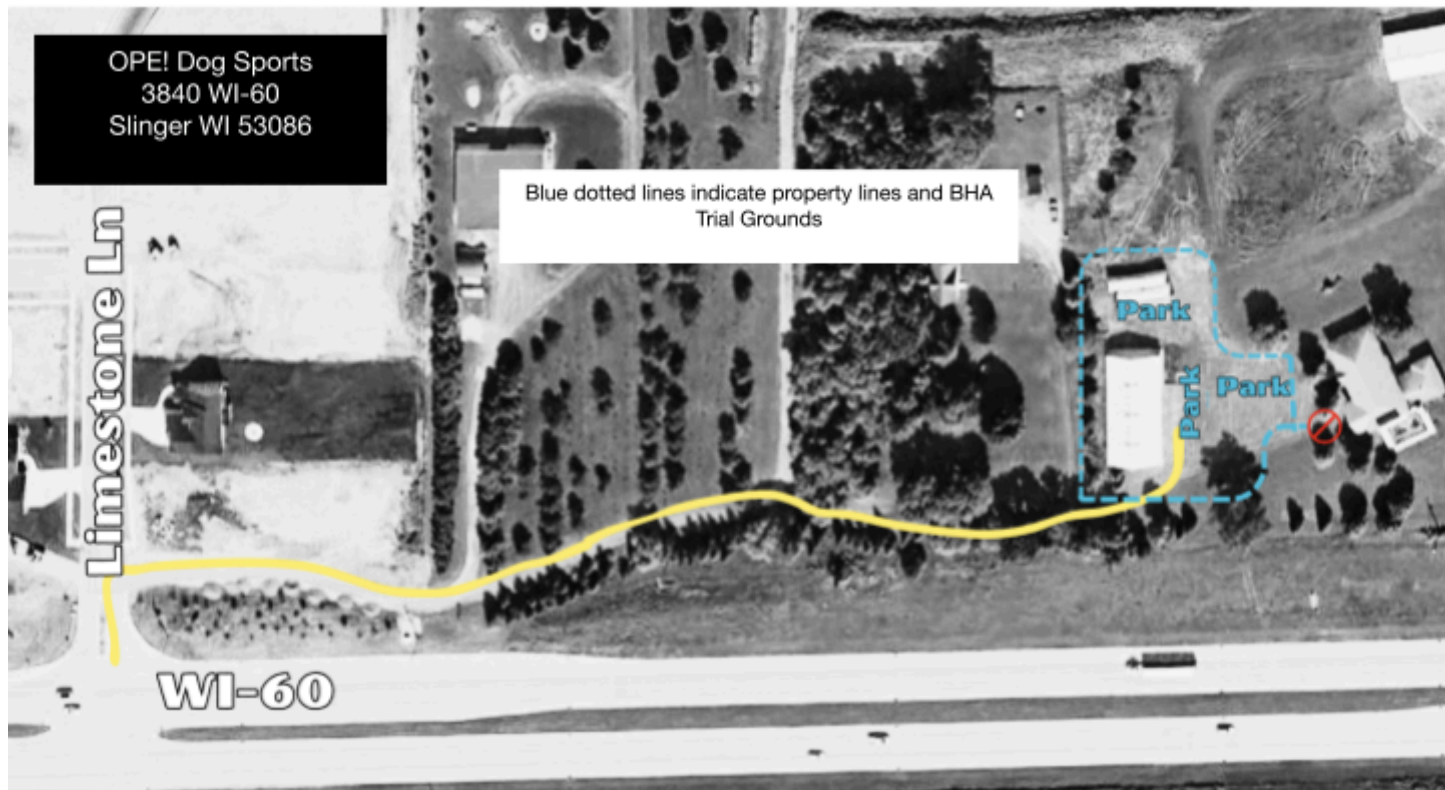 OPE! Dog Sports
3840 WI-60
Slinger WI 53086
Blue dotted lines indicate property lines and BHA
Trial Grounds
Limestone Ln
Park
Park
Park
WI-60